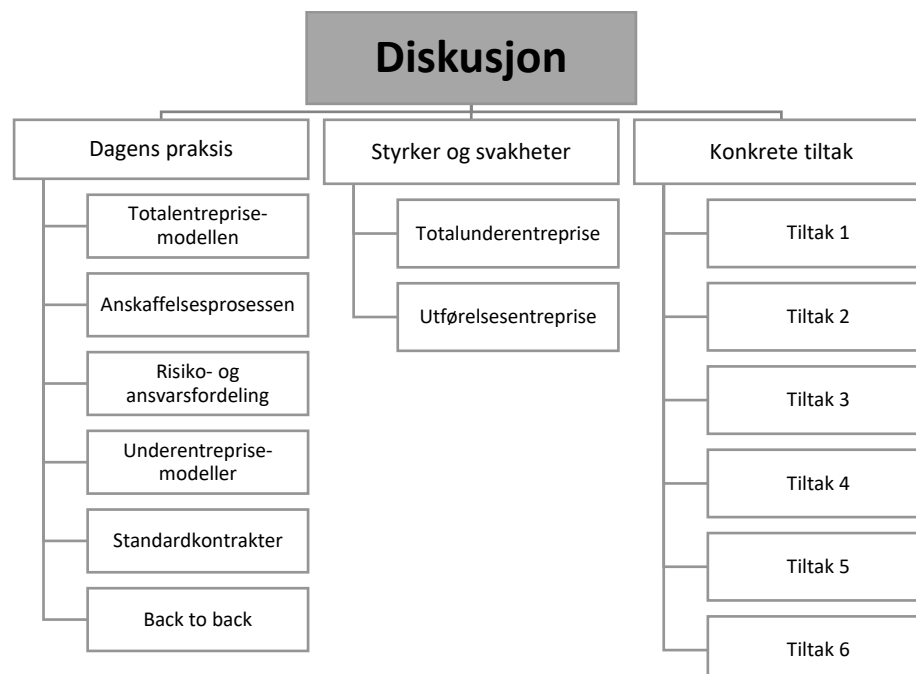 Diskusjon
Dagens praksis
Totalentreprise-
modellen
Anskaffelsesprosessen
Risiko- og
ansvarsfordeling
Underentreprise-
modeller
Standardkontrakter
Back to back
Styrker og svakheter
Totalunderentreprise
Utførelsesentreprise
Konkrete tiltak
Tiltak 1
Tiltak 2
Tiltak 3
Tiltak 4
Tiltak 5
Tiltak 6